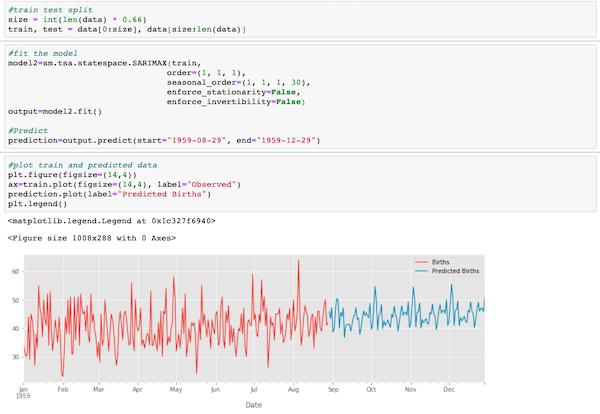 #train test split
size = int(len(data) * 0.66)
train, test = data[0:size], data[size:len(data)]
#fit the model
model2=sm.tsa.statespace.SARIMAX(train,
order=(1, 1, 1),
seasonal_order=(1, 1, 1, 30),
enforce_stationarity=False,
enforce_invertibility=False)
output=model2.fit()
#Predict
prediction=output.predict(start="1959-08-29", end="1959-12-29")
#plot train and predicted data
plt.figure(figsize=(14,4))
ax=train.plot(figsize=(14,4), label="Observed")
prediction.plot(label="Predicted Births")
plt.legend()
<matplotlib.legend.Legend at 0x1c327f6940>
<Figure size 1008x288 with 0 Axes>
Births
Predicted Births
60
50
40
30
Jan Feb Mar Apr May Jun Jul Aug Sep Oct Nov Dec
1959
Date